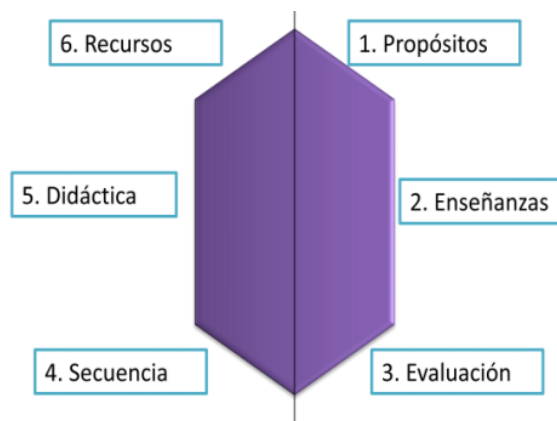 6. Recursos
1. Propósitos
5. Didáctica
2. Enseñanzas
4. Secuencia
3. Evaluación